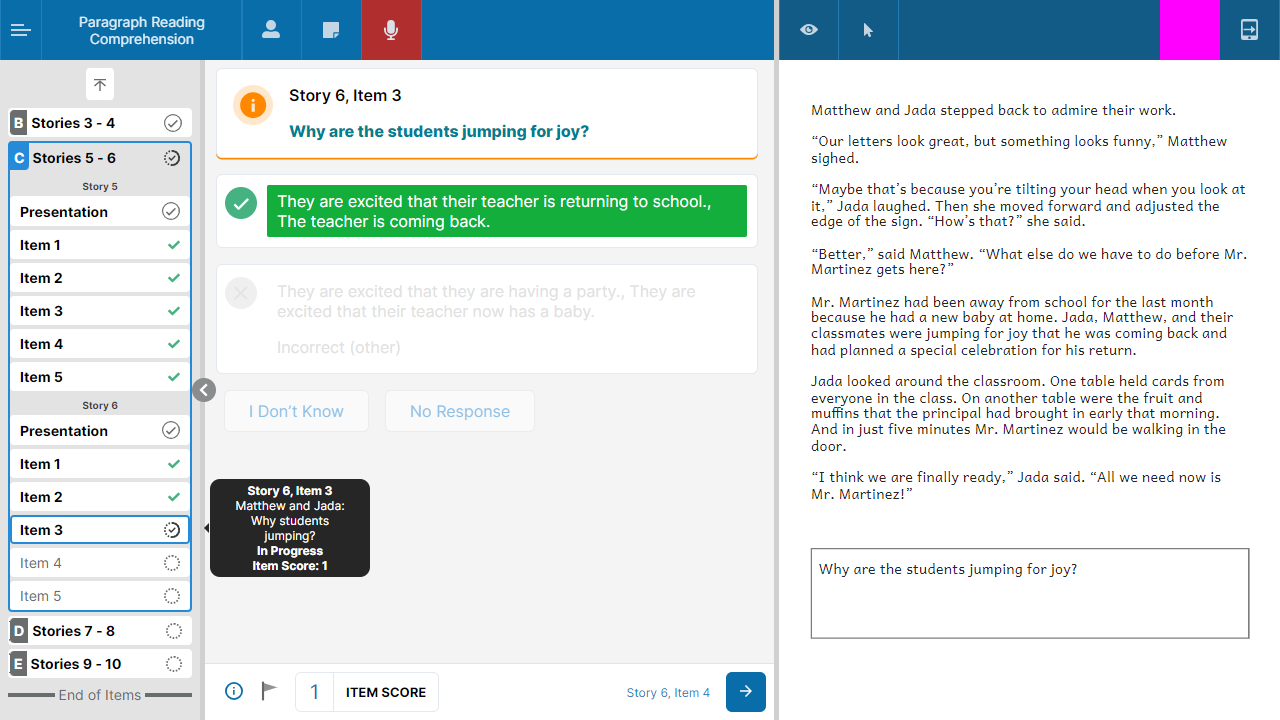 Paragraph Reading
Comprehension
B Stories 3 - 4
C Stories 5 - 6
Story 5
Presentation
Item 1
Item 2
Item 3
Item 4
Item 5
Story 6
Presentation
Item 1
Item 2
Item 3
Item 4
Item 5
D Stories 7 - 8
E Stories 9 - 10
End of Items
Story 6, Item 3
Why are the students jumping for joy?
They are excited that their teacher is returning to school.,
The teacher is coming back.
They are excited that they are having a party., They are
excited that their teacher now has a baby.
Incorrect (other)
I Don't Know
No Response
Story 6, Item 3
Matthew and Jada:
Why students
jumping?
In Progress
Item Score: 1
1 ITEM SCORE
Story 6, Item 4
Matthew and Jada stepped back to admire their work.
“Our letters look great, but something looks funny,” Matthew
sighed.
“Maybe that's because you're tilting your head when you look at
it,” Jada laughed. Then she moved forward and adjusted the
edge of the sign. “How's that?” she said.
“Better,” said Matthew. “What else do we have to do before Mr.
Martinez gets here?”
Mr. Martinez had been away from school for the last month
because he had a new baby at home. Jada, Matthew, and their
classmates were jumping for joy that he was coming back and
had planned a special celebration for his return.
Jada looked around the classroom. One table held cards from
everyone in the class. On another table were the fruit and
muffins that the principal had brought in early that morning.
And in just five minutes Mr. Martinez would be walking in the
door.
“I think we are finally ready,” Jada said. “All we need now is
Mr. Martinez!”
Why are the students jumping for joy?